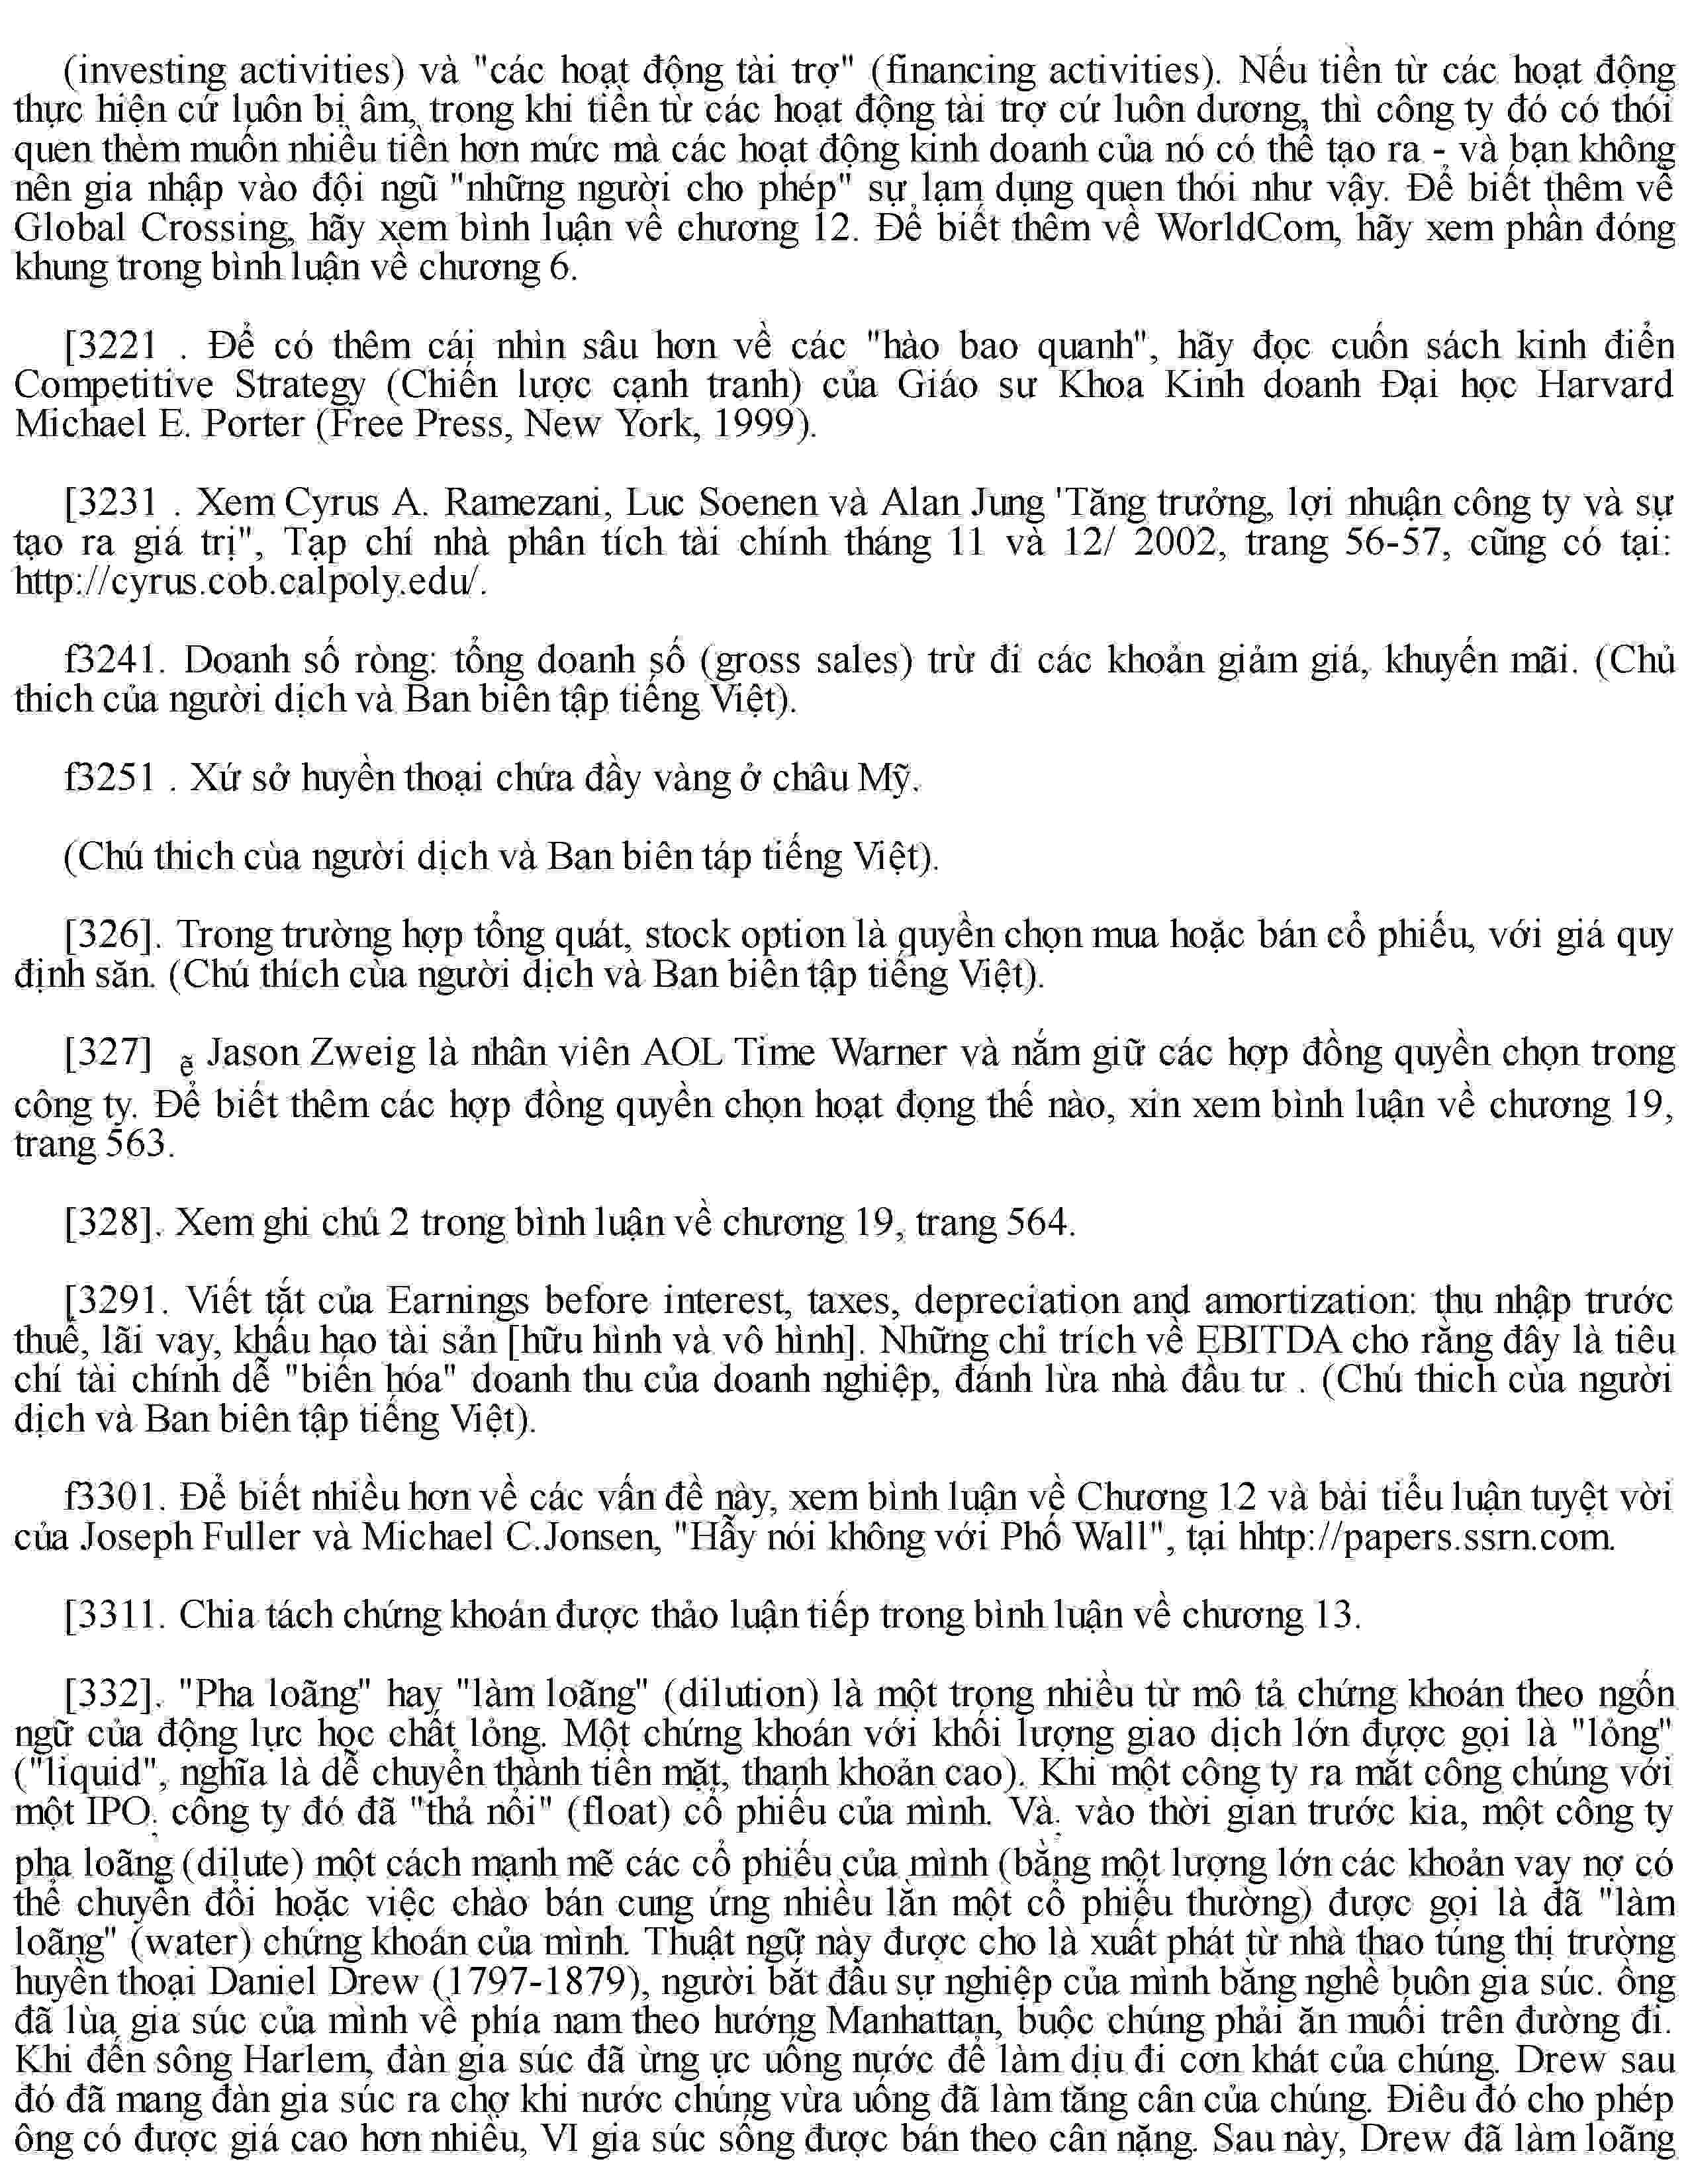 (investing activities) và "các hoạt động tài trợ" (financing activities). Nếu tiền từ các hoạt động
thực hiện cứ luôn bị âm, trong khi tiền từ các hoạt động tài trợ cứ luôn dương, thì công ty đó có thói
quen thèm muốn nhiều tiền hơn mức mà các hoạt động kinh doanh của nó có thể tạo ra - và bạn không
nên gia nhập vào đội ngũ "những người cho phép" sự lạm dụng quen thói như vậy. Để biết thêm về
Global Crossing, hãy xem bình luận về chương 12. Để biết thêm về WorldCom, hãy xem phần đóng
khung trong bình luận về chương 6.
[3221 . Để có thêm cái nhìn sâu hơn về các "hào bao quanh", hãy đọc cuốn sách kinh điển
Competitive Strategy (Chiến lược cạnh tranh) của Giáo sư Khoa Kinh doanh Đại học Harvard
Michael E. Porter (Free Press, New York, 1999).
[3231 . Xem Cyrus A. Ramezani, Luc Soenen và Alan Jung 'Tăng trưởng, lợi nhuận công ty và sự
tạo ra giá trị", Tạp chí nhà phân tích tài chính tháng 11 và 12/ 2002, trang 56-57, cũng có tại:
http://cyrus.cob.calpoly.edu/.
f3241. Doanh số ròng: tổng doanh số (gross sales) trừ đi các khoản giảm giá, khuyến mãi. (Chủ
thich của người dịch và Ban biên tập tiếng Việt).
f3251 . Xứ sở huyền thoại chứa đầy vàng ở châu Mỹ.
(Chú thich cùa người dịch và Ban biên táp tiếng Việt).
[326]. Trong trường hợp tổng quát, stock option là quyền chọn mua hoặc bán cổ phiếu, với giá quy
định săn. (Chú thích cùa người dịch và Ban biên tập tiếng Việt).
[327] ẽ Jason Zweig là nhân viên AOL Time Warner và nắm giữ các hợp đồng quyền chọn trong
công ty. Để biết thêm các hợp đồng quyền chọn hoạt đọng thế nào, xin xem bình luận về chương 19,
trang 563.
[328]. Xem ghi chú 2 trong bình luận về chương 19, trang 564.
[3291. Viết tắt của Earnings before interest, taxes, depreciation and amortization: thu nhập trước
thuế, lãi vay, khấu hao tài sản [hữu hình và vô hình]. Những chỉ trích về EBITDA cho rằng đây là tiêu
chí tài chính dễ "biến hóa" doanh thu của doanh nghiệp, đánh lừa nhà đầu tư . (Chú thich cùa người
dịch và Ban biên tập tiếng Việt).
f3301. Để biết nhiều hơn về các vấn đề này, xem bình luận về Chương 12 và bài tiểu luận tuyệt vời
của Joseph Fuller và Michael C.Jonsen, "Hẫy nói không với Phố Wall", tại hhtp://papers.ssrn.com.
[3311. Chia tách chứng khoán được thảo luận tiếp trong bình luận về chương 13.
[332]. "Pha loãng" hay "làm loãng" (dilution) là một trong nhiều từ mô tả chứng khoán theo ngốn
ngữ của động lực học chất lỏng. Một chứng khoán với khối lượng giao dịch lớn được gọi là "lỏng"
("liquid", nghĩa là dễ chuyển thành tiền mặt, thanh khoản cao). Khi một công ty ra mắt công chúng với
một IPO. công ty đó đã "thả nổi" (float) cổ phiếu của mình. Và. vào thời gian trước kia, một công ty
pha loãng (dilute) một cách mạnh mẽ các cổ phiếu của mình (bằng một lượng lớn các khoản vay nợ có
thể chuyển đổi hoặc việc chào bán cung ứng nhiều lần một cổ phiếu thường) được gọi là đã "làm
loãng" (water) chứng khoán của mình. Thuật ngữ này được cho là xuất phát từ nhà thao túng thị trường
huyền thoại Daniel Drew (1797-1879), người bắt đầu sự nghiệp của mình bằng nghề buôn gia súc. ồng
đã lùa gia súc của mình về phía nam theo hướng Manhattan, buộc chúng phải ăn muối trên đường đi.
Khi đến sông Harlem, đàn gia súc đã ừng ực uống nước để làm dịu đi cơn khát của chúng. Drew sau
đó đã mang đàn gia súc ra chợ khi nước chúng vừa uống đã làm tăng cân của chúng. Điều đó cho phép
ông có được giá cao hơn nhiều, VI gia súc sống được bán theo cân nặng. Sau này, Drew đã làm loãng